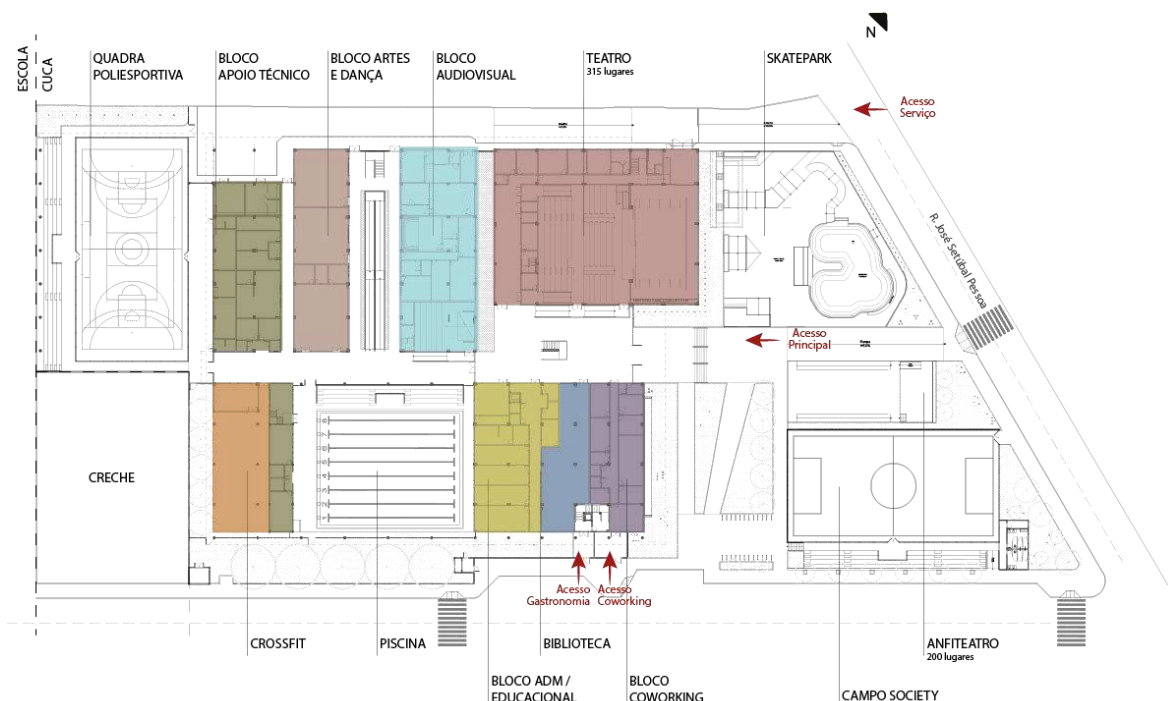 N
ESCOLA
CUCA
QUADRA
POLIESPORTIVA
BLOCO
APOIO TÉCNICO
BLOCO ARTES
E DANÇA
BLOCO
AUDIOVISUAL
TEATRO
315 lugares
SKATEPARK
Acesso
Serviço
R. José Setúbal Pessoa
Acesso
Principal
CRECHE
Acesso
Gastronomia
Acesso
Coworking
CROSSFIT
PISCINA
BIBLIOTECA
ANFITEATRO
200 lugares
BLOCO ADM /
EDUCACIONAL
BLOCO
COWORKING
CAMPO SOCIETY